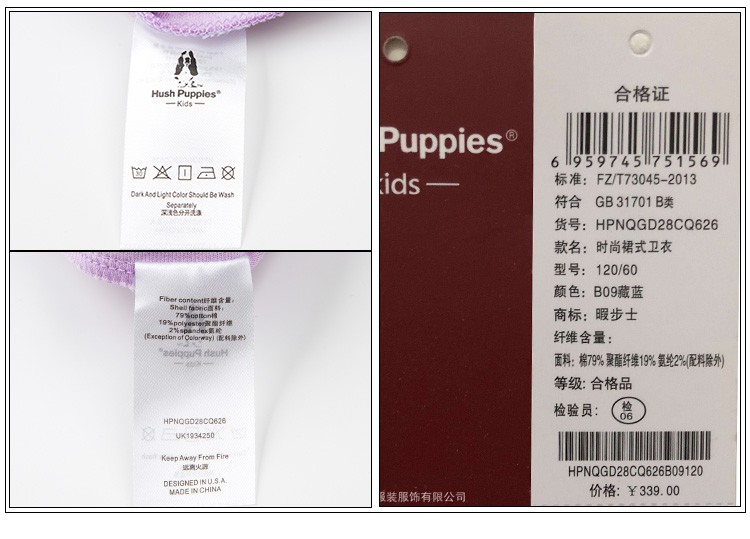 Hush Puppies®
Kids
Dark And Light Color Should Be Wash
Separately
深浅色分开洗涤
Fiber content纤维含量:
Shell fabric面料:
79%cotton棉
19%polyester聚酯纤维
2%spandex氨纶
(Exception of Colorway) (配料除外)
Hush Puppies
Kids
HPNQGD28CQ626
UK1934250
Keep Away From Fire
远离火源
DESIGNED IN U.S.A.
MADE IN CHINA
Puppies®
kids
服装服饰有限公司
合格证
6 959745 751569
标准: FZ/T73045-2013
符合 GB 31701 B类
货号: HPNQGD28CQ626
款名: 时尚裙式卫衣
型号: 120/60
颜色: B09藏蓝
商标: 暇步士
纤维含量:
面料: 棉79% 聚酯纤维19% 氨纶2%(配料除外)
等级: 合格品
检验员: 检 06
HPNQGD28CQ626B09120
价格: ¥339.00